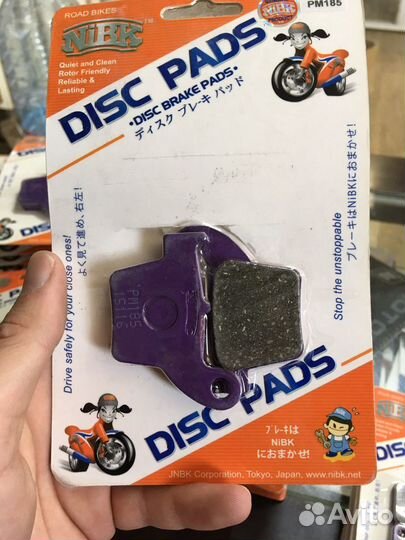 ROAD BIKES
PM185
NiBK
TM
NiBK
PRODUCT
Quiet and Clean
Rotor Friendly
Reliable &
Lasting
DISC PADS
•DISC BRAKE PADS•
ディスク ブレーキ パッド
Drive safely for your close ones!
よく見て進め、右左!
Stop the unstoppable
ブレーキはNiBKにおまかせ!
PM185
DISC PADS
ブレーキは
NiBK
におまかせ!
JNBK Corporation, Tokyo, Japan, www.nibk.net
Avito